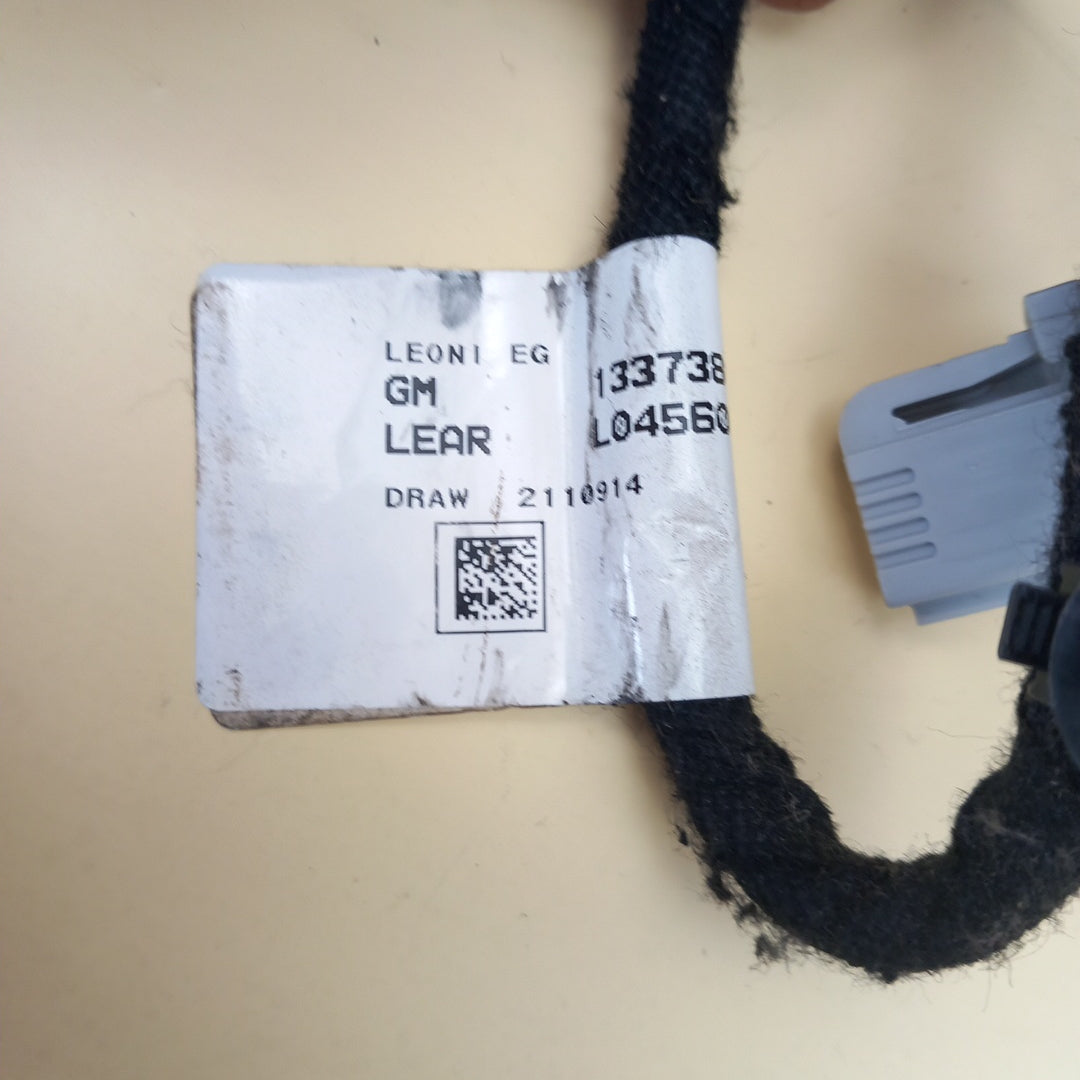 LEONI EG
GM 133738
LEAR L04560
DRAW 2110914